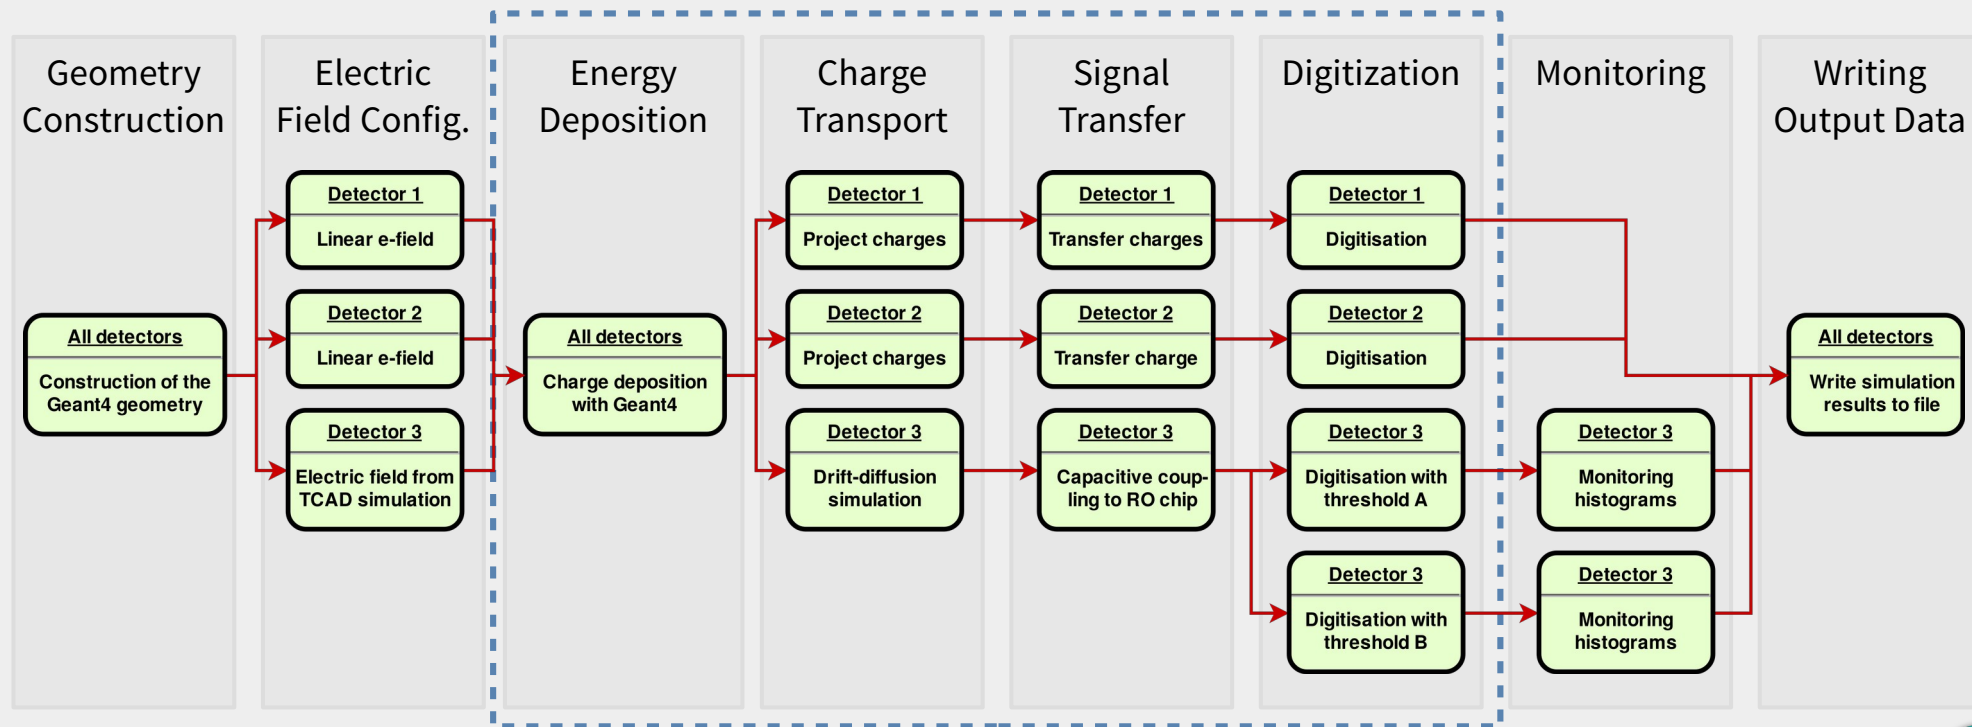 Geometry
Construction
Electric
Field Config.
Energy
Deposition
Charge
Transport
Signal
Transfer
Digitization
Monitoring
Writing
Output Data
All detectors
Construction of the
Geant4 geometry
Detector 1
Linear e-field
Detector 2
Linear e-field
Detector 3
Electric field from
TCAD simulation
All detectors
Charge deposition
with Geant4
Detector 1
Project charges
Detector 2
Project charges
Detector 3
Drift-diffusion
simulation
Detector 1
Transfer charges
Detector 2
Transfer charge
Detector 3
Capacitive coup-
ling to RO chip
Detector 1
Digitisation
Detector 2
Digitisation
Detector 3
Digitisation with
threshold A
Detector 3
Digitisation with
threshold B
Detector 3
Monitoring
histograms
Detector 3
Monitoring
histograms
All detectors
Write simulation
results to file